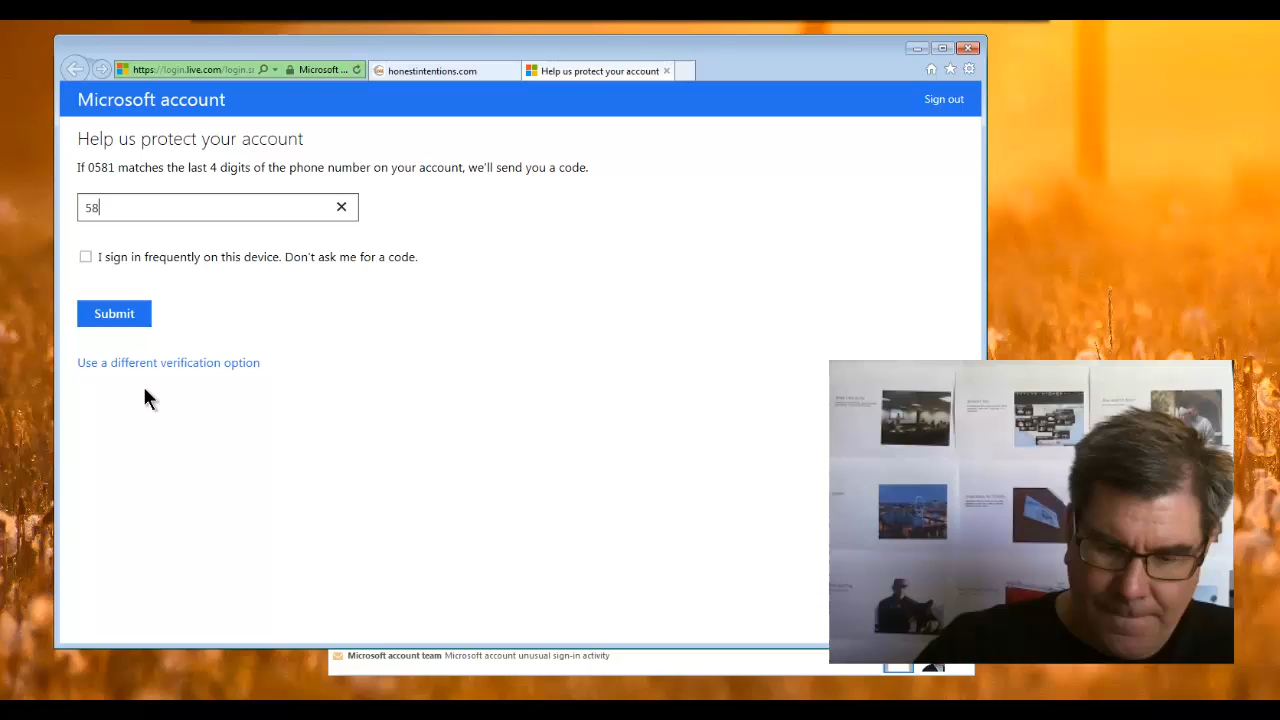 https://login.live.com/login.s
Microsoft ...
honestintentions.com
Help us protect your account
Microsoft account
Sign out
Help us protect your account
If 0581 matches the last 4 digits of the phone number on your account, we'll send you a code.
58
I sign in frequently on this device. Don't ask me for a code.
Submit
Use a different verification option
Microsoft account team Microsoft account unusual sign-in activity